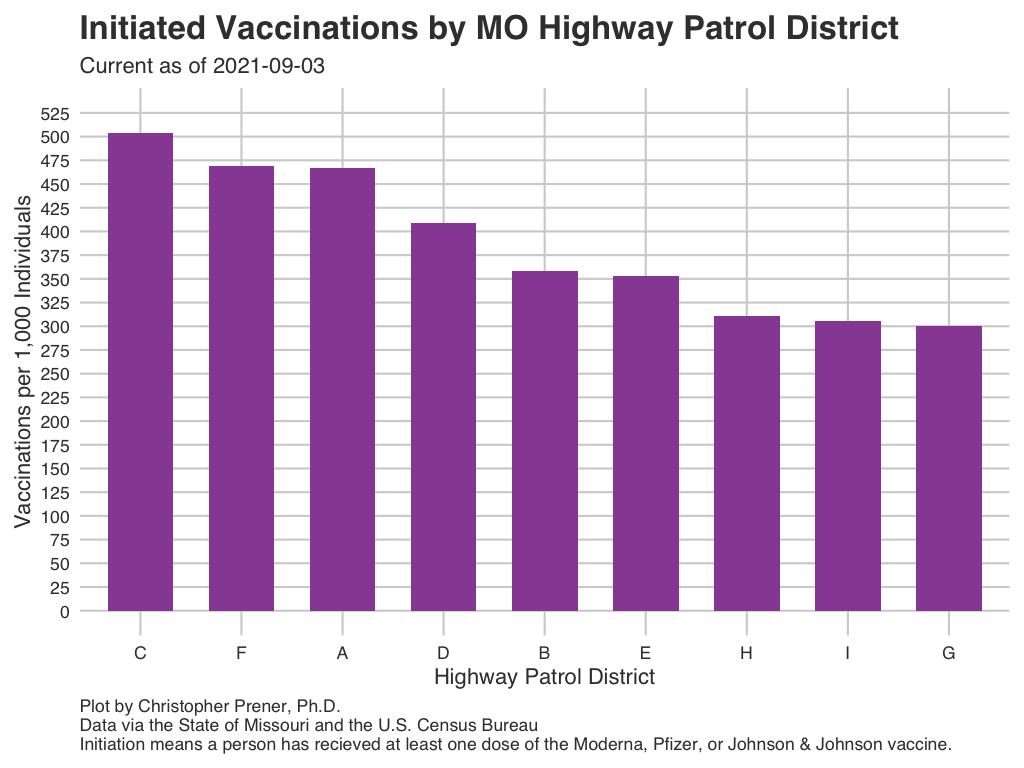 Initiated Vaccinations by MO Highway Patrol District
Current as of 2021-09-03
Vaccinations per 1,000 Individuals
525
500
475
450
425
400
375
350
325
300
275
250
225
200
175
150
125
100
75
50
25
0
C F A D B E H I G
Highway Patrol District
Plot by Christopher Prener, Ph.D.
Data via the State of Missouri and the U.S. Census Bureau
Initiation means a person has recieved at least one dose of the Moderna, Pfizer, or Johnson & Johnson vaccine.